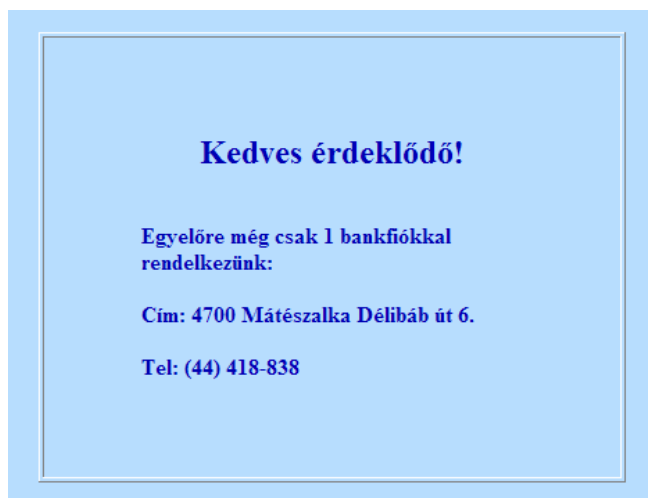 Kedves érdeklődő!
Egyelőre még csak 1 bankfiókkal
rendelkezünk:
Cím: 4700 Mátészalka Délibáb út 6.
Tel: (44) 418-838